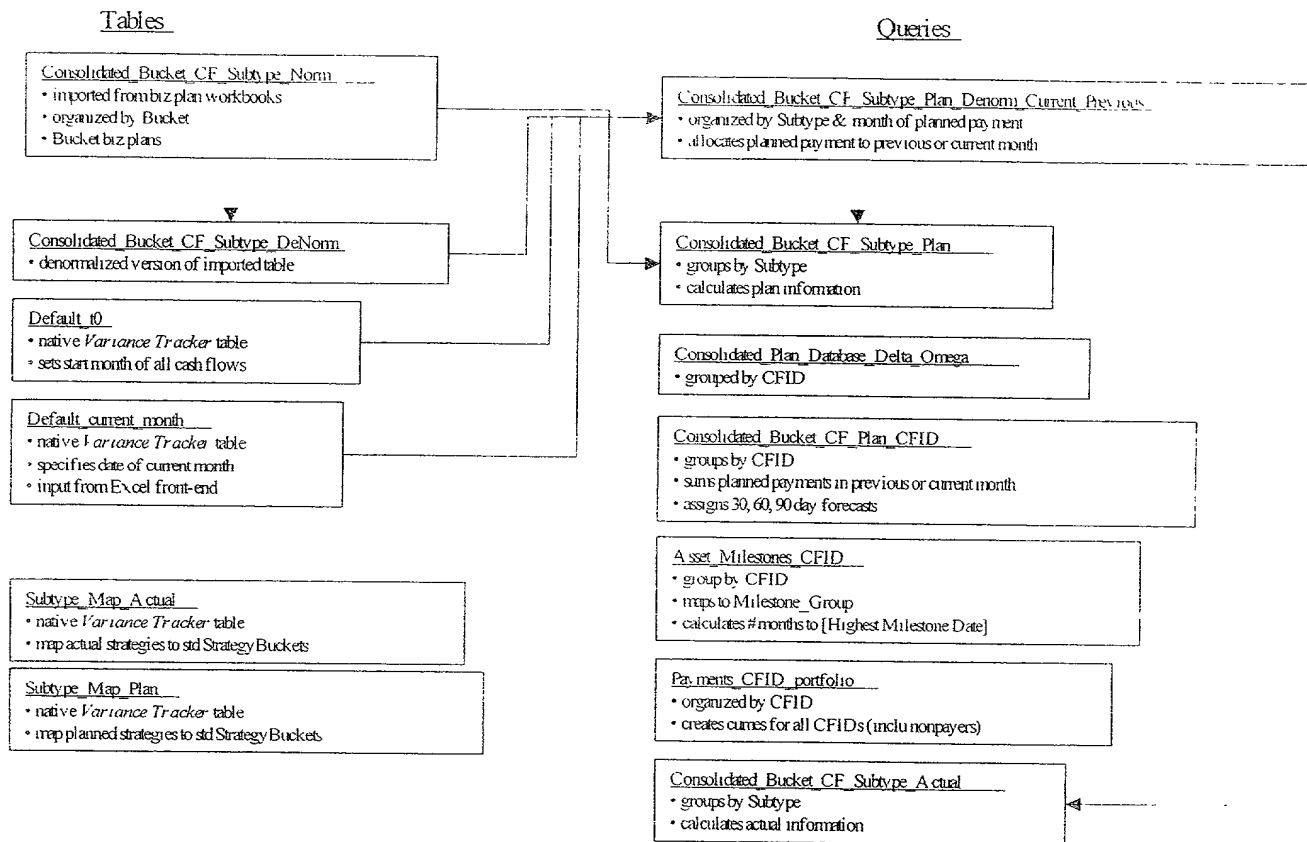 Tables
Consolidated_Bucket_CF_Subtype_Norm
• imported from biz plan workbooks
• organized by Bucket
• Bucket biz plans
Consolidated_Bucket_CF_Subtype_DeNorm
• denormalized version of imported table
Default_t0
• native Variance Tracker table
• sets start month of all cash flows
Default_current_month
• native Variance Tracker table
• specifies date of current month
• input from Excel front-end
Subtype_Map_Actual
• native Variance Tracker table
• map actual strategies to std Strategy Buckets
Subtype_Map_Plan
• native Variance Tracker table
• map planned strategies to std Strategy Buckets
Queries
Consolidated_Bucket_CF_Subtype_Plan_Denorm_Current_Previous
• organized by Subtype & month of planned payment
• allocates planned payment to previous or current month
Consolidated_Bucket_CF_Subtype_Plan
• groups by Subtype
• calculates plan information
Consolidated_Plan_Database_Delta_Omega
• grouped by CFID
Consolidated_Bucket_CF_Plan_CFID
• groups by CFID
• sums planned payments in previous or current month
• assigns 30, 60, 90 day forecasts
Asset_Milestones_CFID
• group by CFID
• maps to Milestone_Group
• calculates # months to [Highest Milestone Date]
Payments_CFID_portfolio
• organized by CFID
• creates cumes for all CFIDs (inclu nonpayers)
Consolidated_Bucket_CF_Subtype_Actual
• groups by Subtype
• calculates actual information